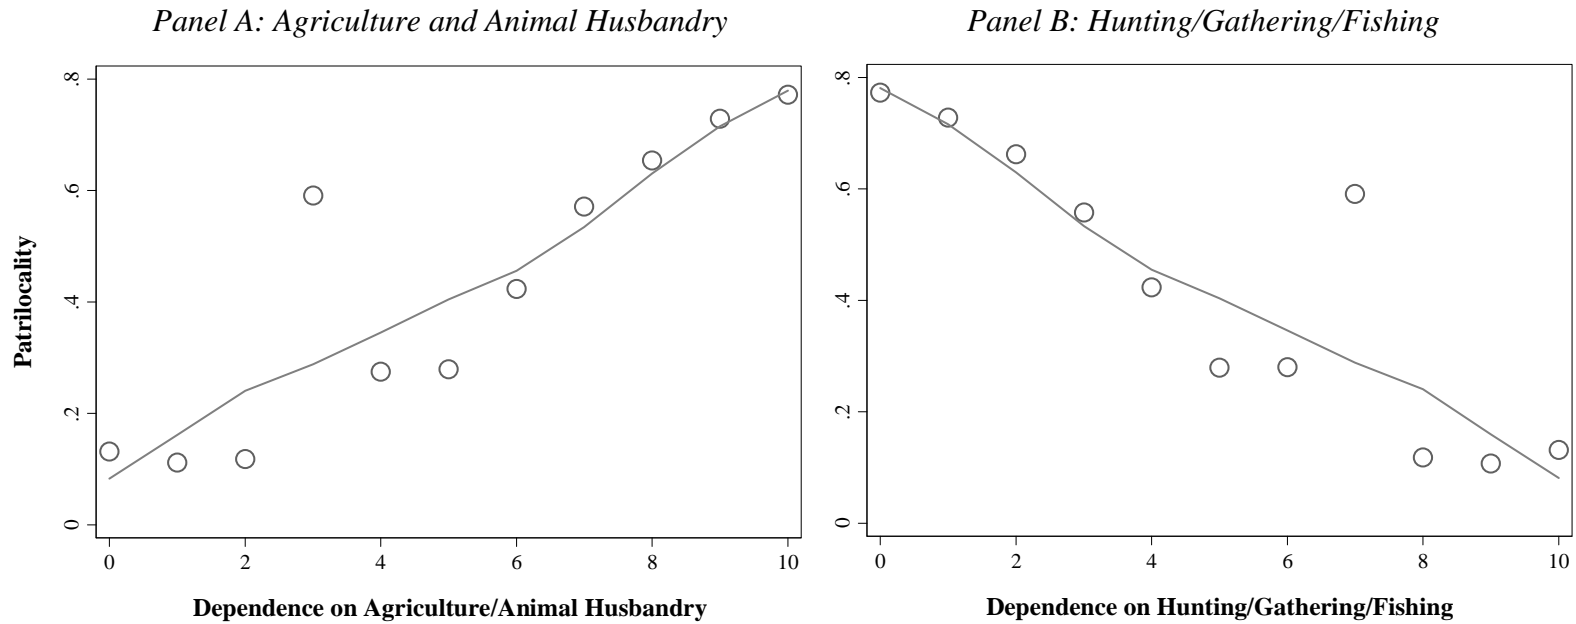 Panel A: Agriculture and Animal Husbandry
Patrilocality
.8
.6
.4
.2
0
0 2 4 6 8 10
Dependence on Agriculture/Animal Husbandry
Panel B: Hunting/Gathering/Fishing
.8
.6
.4
.2
0
0 2 4 6 8 10
Dependence on Hunting/Gathering/Fishing